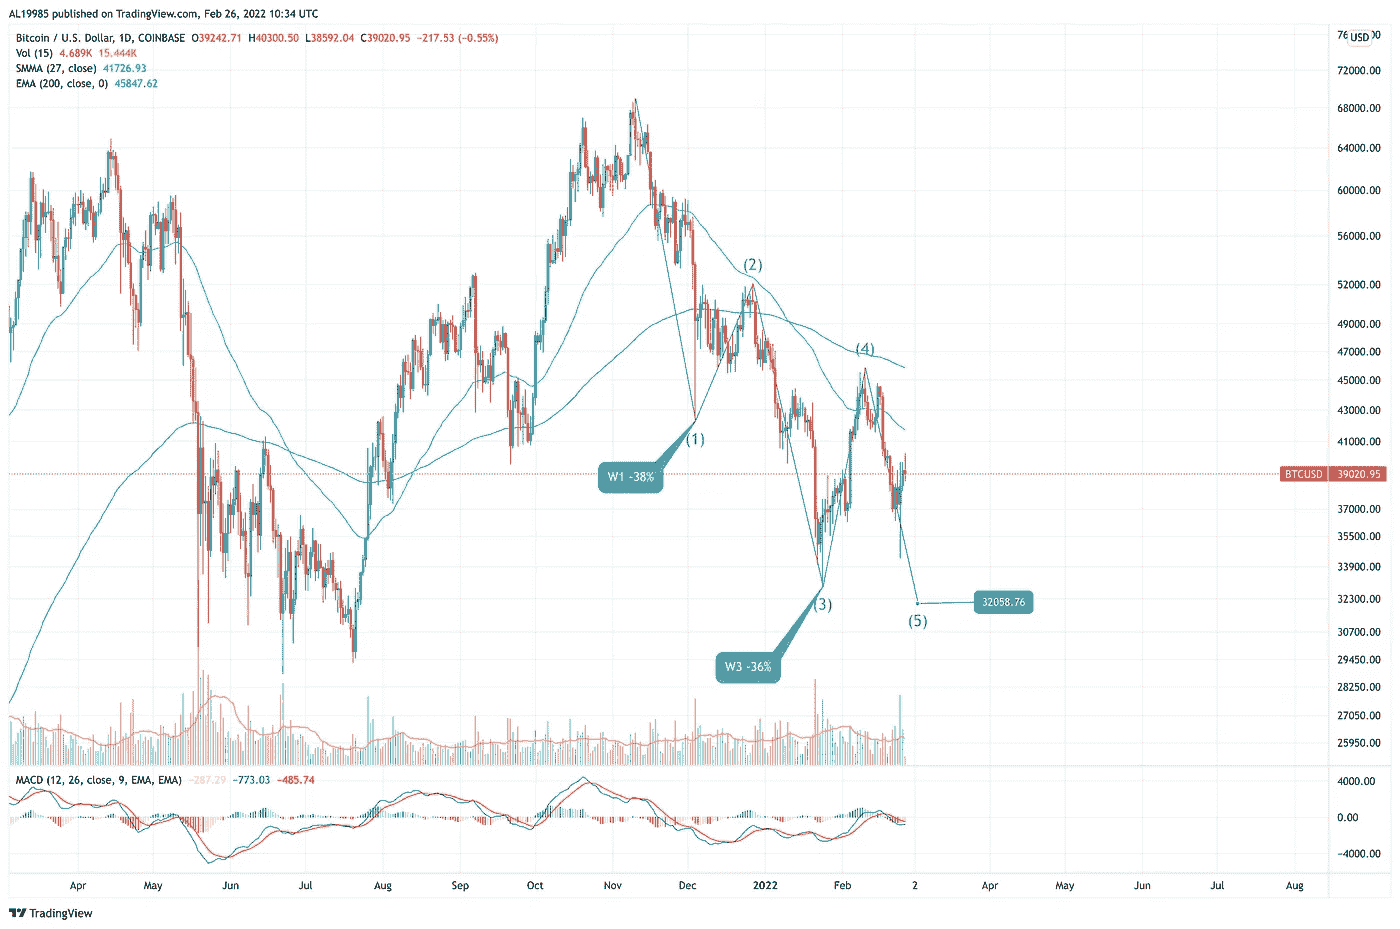 AL19985 published on TradingView.com, Feb 26, 2022 10:34 UTC
Bitcoin / U.S. Dollar, 1D, COINBASE O39242.71 H40300.50 L38592.04 C39020.95 −217.53 (−0.55%)
Vol (15) 4.689K 15.444K
SMMA (27, close) 41726.93
EMA (200, close, 0) 45847.62
USD
72000.00
68000.00
64000.00
60000.00
56000.00
52000.00
49000.00
47000.00
45000.00
43000.00
41000.00
BTCUSD 39020.95
37000.00
35500.00
33900.00
32300.00
30700.00
29450.00
28250.00
27050.00
25950.00
(2)
(4)
(1)
W1 -38%
(3)
32058.76
(5)
W3 -36%
MACD (12, 26, close, 9, EMA, EMA) −287.29 −773.03 −485.74
4000.00
0.00
−4000.00
Apr May Jun Jul Aug Sep Oct Nov Dec 2022 Feb 2 Apr May Jun Jul Aug
TradingView